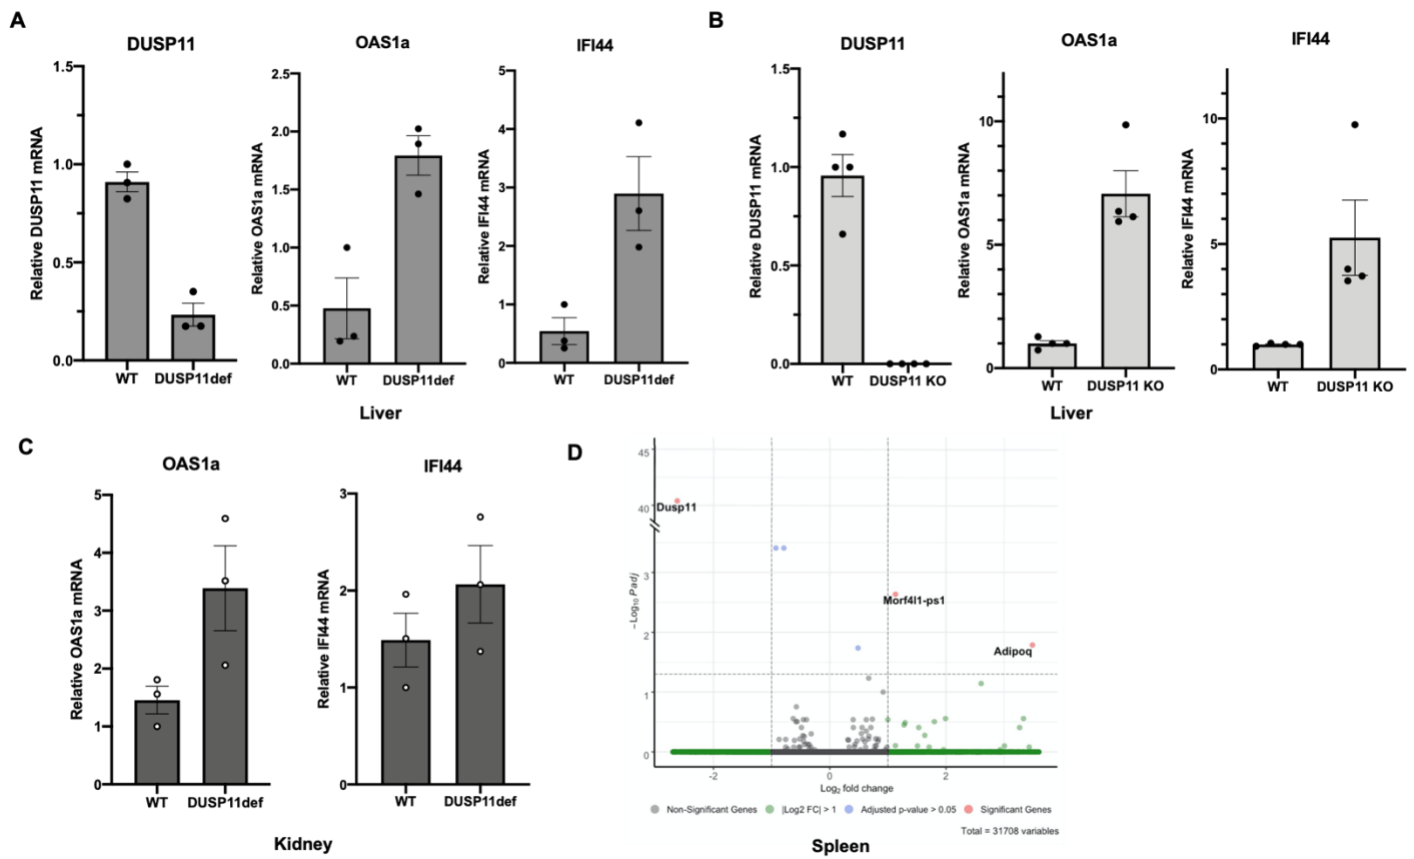 A
DUSP11
OAS1a
IFI44
Relative DUSP11 mRNA
1.5
1.0
0.5
0.0
WT
DUSP11def
Relative OAS1a mRNA
2.5
2.0
1.5
1.0
0.5
0.0
WT
DUSP11def
Relative IFI44 mRNA
5
4
3
2
1
0
WT
DUSP11def
Liver
B
DUSP11
OAS1a
IFI44
Relative DUSP11 mRNA
1.5
1.0
0.5
0.0
WT
DUSP11 KO
Relative OAS1a mRNA
10
5
0
WT
DUSP11 KO
Relative IFI44 mRNA
10
5
0
WT
DUSP11 KO
Liver
C
OAS1a
IFI44
Relative OAS1a mRNA
5
4
3
2
1
0
WT
DUSP11def
Relative IFI44 mRNA
3
2
1
0
WT
DUSP11def
Kidney
D
45
40
3
2
1
0
−Log10 Padj
Dusp11
Morf4l1-ps1
Adipoq
-2
0
2
Log2 fold change
Non-Significant Genes
|Log2 FC| > 1
Adjusted p-value > 0.05
Significant Genes
Total = 31708 variables
Spleen